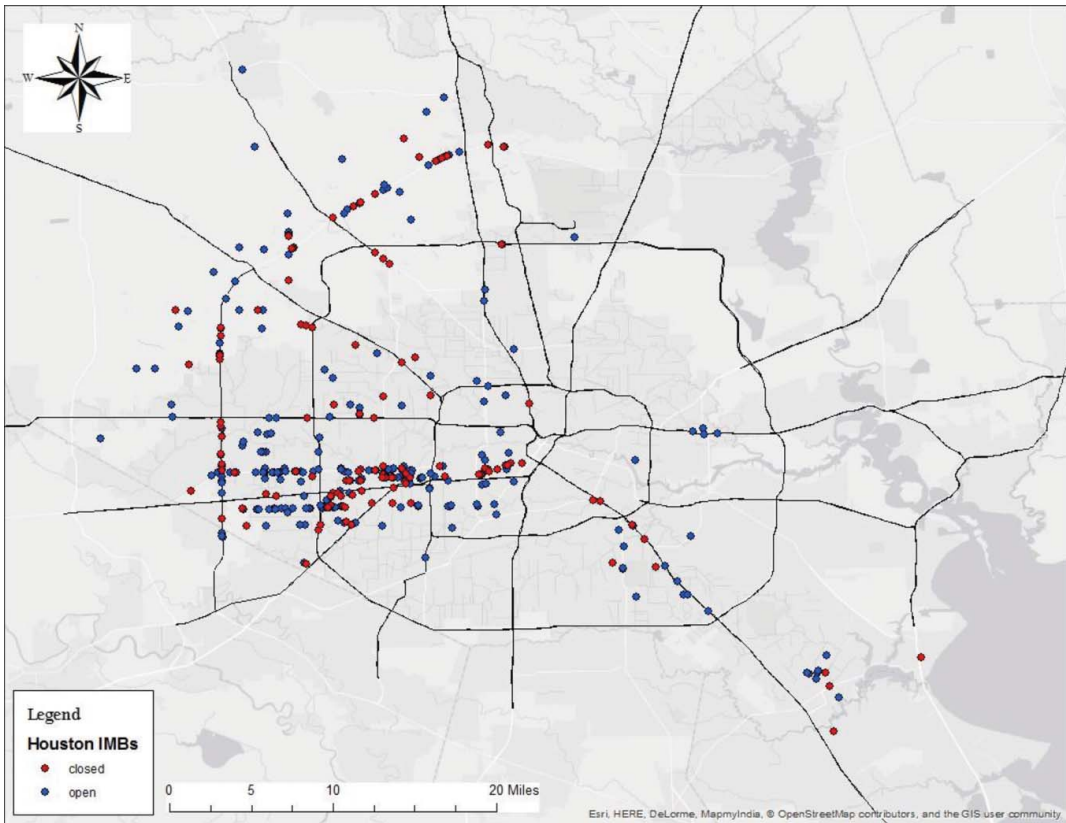 N
W E
S
Legend
Houston IMBs
closed
open
0 5 10 20 Miles
Esri, HERE, DeLorme, MapmyIndia, © OpenStreetMap contributors, and the GIS user community